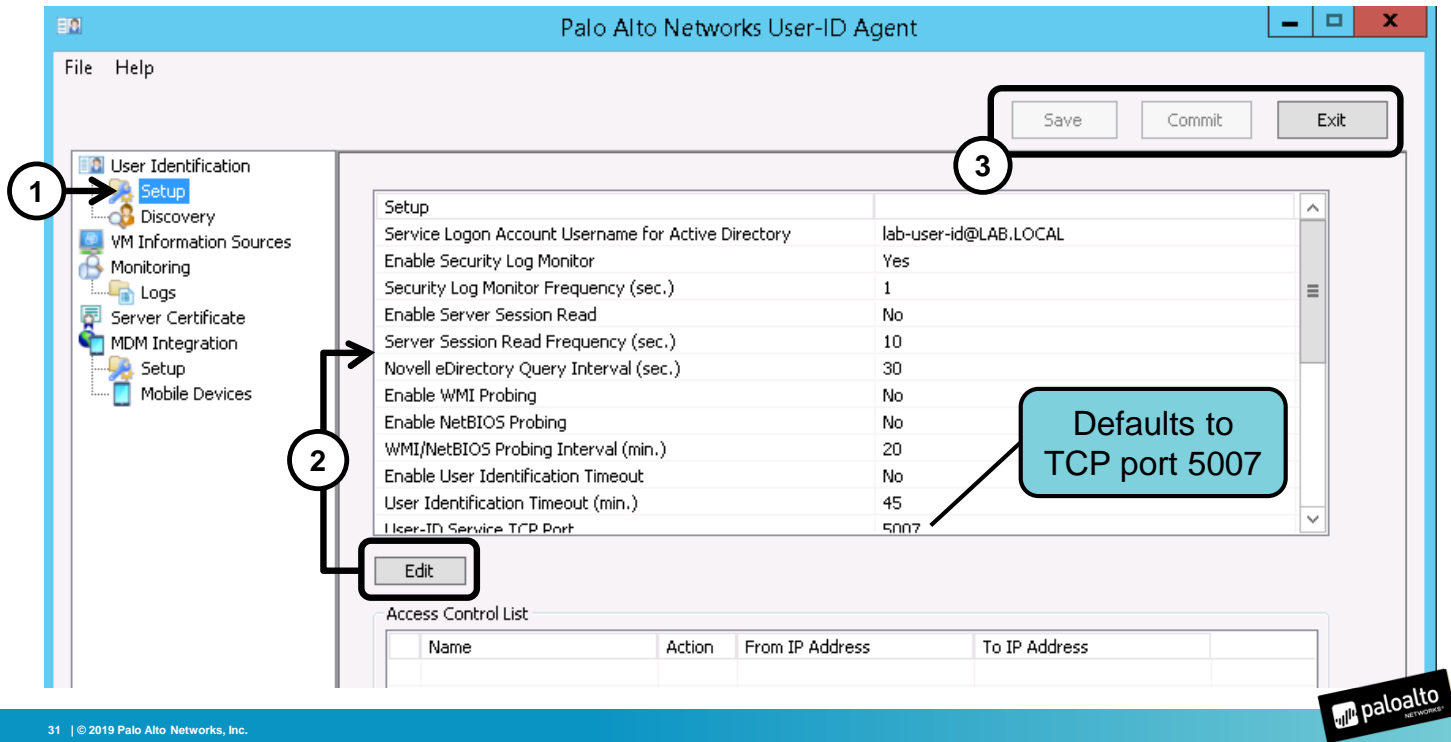 Palo Alto Networks User-ID Agent
File Help
Save Commit Exit
3
1
User Identification
Setup
Discovery
VM Information Sources
Monitoring
Logs
Server Certificate
MDM Integration
Setup
Mobile Devices
2
Setup
Service Logon Account Username for Active Directory lab-user-id@LAB.LOCAL
Enable Security Log Monitor Yes
Security Log Monitor Frequency (sec.) 1
Enable Server Session Read No
Server Session Read Frequency (sec.) 10
Novell eDirectory Query Interval (sec.) 30
Enable WMI Probing No
Enable NetBIOS Probing No
WMI/NetBIOS Probing Interval (min.) 20
Enable User Identification Timeout No
User Identification Timeout (min.) 45
User-ID Service TCP Port 5007
Defaults to
TCP port 5007
Edit
Access Control List
Name Action From IP Address To IP Address
31 | © 2019 Palo Alto Networks, Inc.
paloalto
NETWORKS